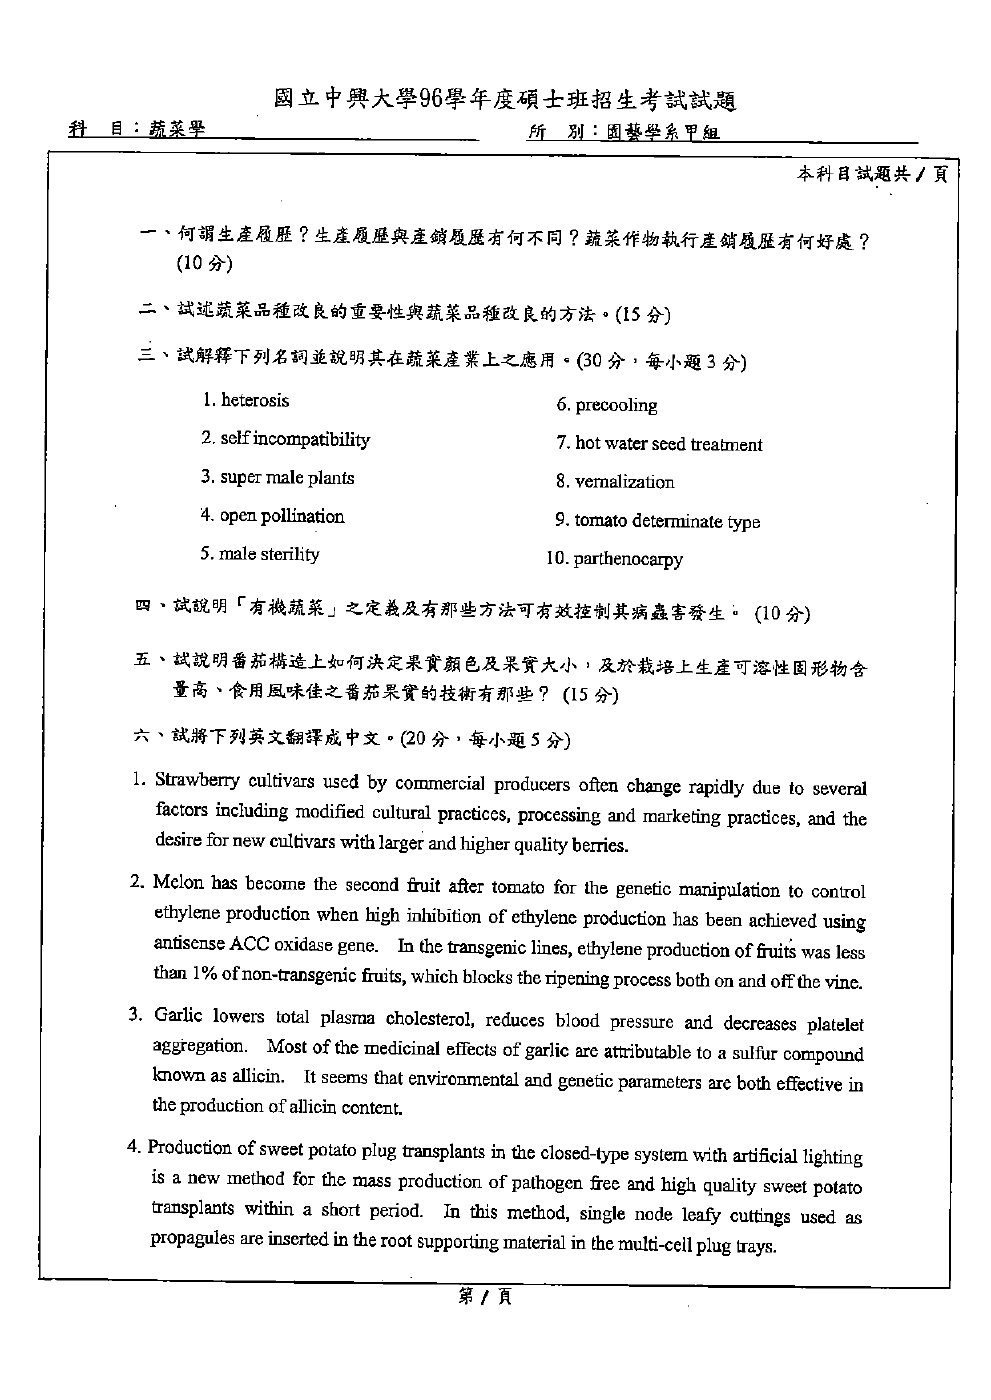 國立中興大學96學年度碩士班招生考試試題
科 目：蔬菜學 所 別：園藝學系甲組
本科目試題共1頁
一、何謂生產履歷？生產履歷與產銷履歷有何不同？蔬菜作物執行產銷履歷有何好處？
(10 分)
二、試述蔬菜品種改良的重要性與蔬菜品種改良的方法。(15 分)
三、試解釋下列名詞並說明其在蔬菜產業上之應用。(30 分，每小題 3 分)
1. heterosis 6. precooling
2. self incompatibility 7. hot water seed treatment
3. super male plants 8. vernalization
4. open pollination 9. tomato determinate type
5. male sterility 10. parthenocarpy
四、試說明「有機蔬菜」之定義及有那些方法可有效控制其病蟲害發生。 (10 分)
五、試說明番茄構造上如何決定果實顏色及果實大小，及於栽培上生產可溶性固形物含
量高、食用風味佳之番茄果實的技術有那些？ (15 分)
六、試將下列英文翻譯成中文。(20 分，每小題 5 分)
1. Strawberry cultivars used by commercial producers often change rapidly due to several
factors including modified cultural practices, processing and marketing practices, and the
desire for new cultivars with larger and higher quality berries.
2. Melon has become the second fruit after tomato for the genetic manipulation to control
ethylene production when high inhibition of ethylene production has been achieved using
antisense ACC oxidase gene. In the transgenic lines, ethylene production of fruits was less
than 1% of non-transgenic fruits, which blocks the ripening process both on and off the vine.
3. Garlic lowers total plasma cholesterol, reduces blood pressure and decreases platelet
aggregation. Most of the medicinal effects of garlic are attributable to a sulfur compound
known as allicin. It seems that environmental and genetic parameters are both effective in
the production of allicin content.
4. Production of sweet potato plug transplants in the closed-type system with artificial lighting
is a new method for the mass production of pathogen free and high quality sweet potato
transplants within a short period. In this method, single node leafy cuttings used as
propagules are inserted in the root supporting material in the multi-cell plug trays.
第 1 頁